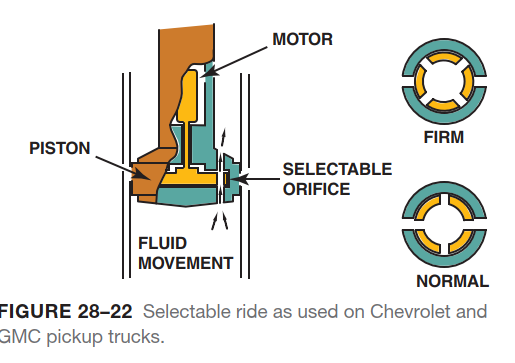 MOTOR
PISTON
FIRM
SELECTABLE
ORIFICE
FLUID
MOVEMENT
NORMAL
FIGURE 28–22 Selectable ride as used on Chevrolet and
GMC pickup trucks.